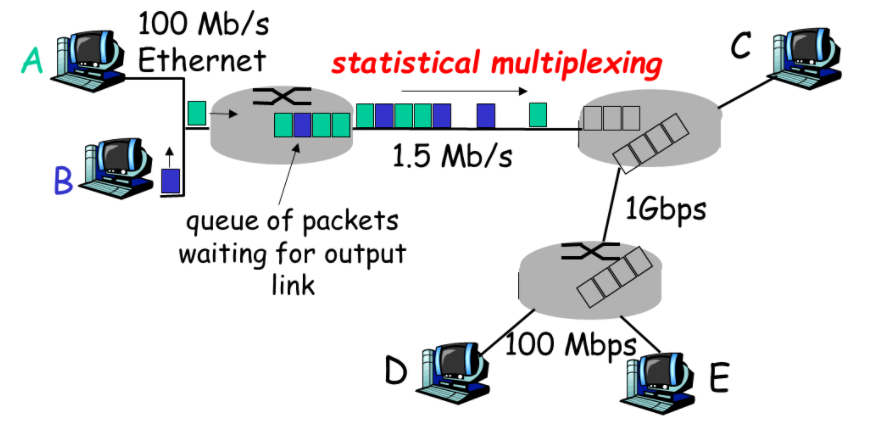 100 Mb/s
Ethernet
A
statistical multiplexing
C
B
1.5 Mb/s
queue of packets
waiting for output
link
1Gbps
100 Mbps
D
E